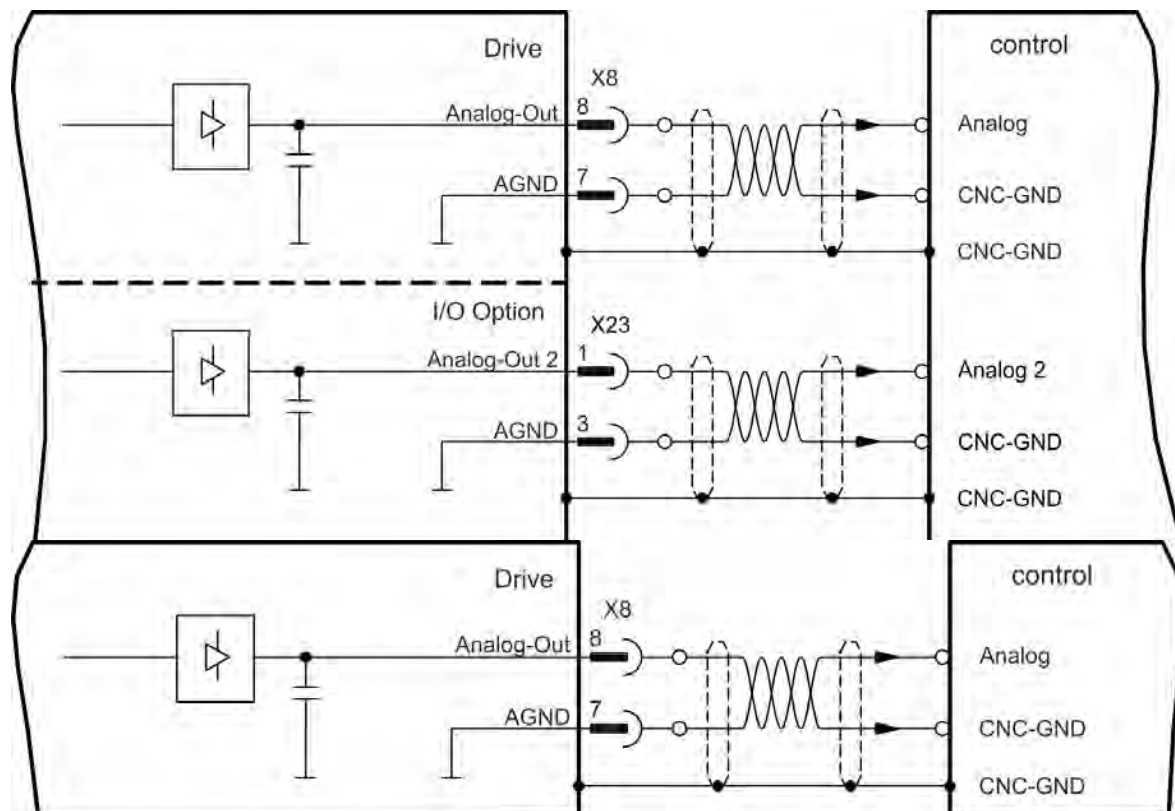 Drive control
X8
Analog-Out 8 Analog
AGND 7 CNC-GND
CNC-GND
I/O Option
X23
Analog-Out 2 1 Analog 2
AGND 3 CNC-GND
CNC-GND
Drive control
X8
Analog-Out 8 Analog
AGND 7 CNC-GND
CNC-GND